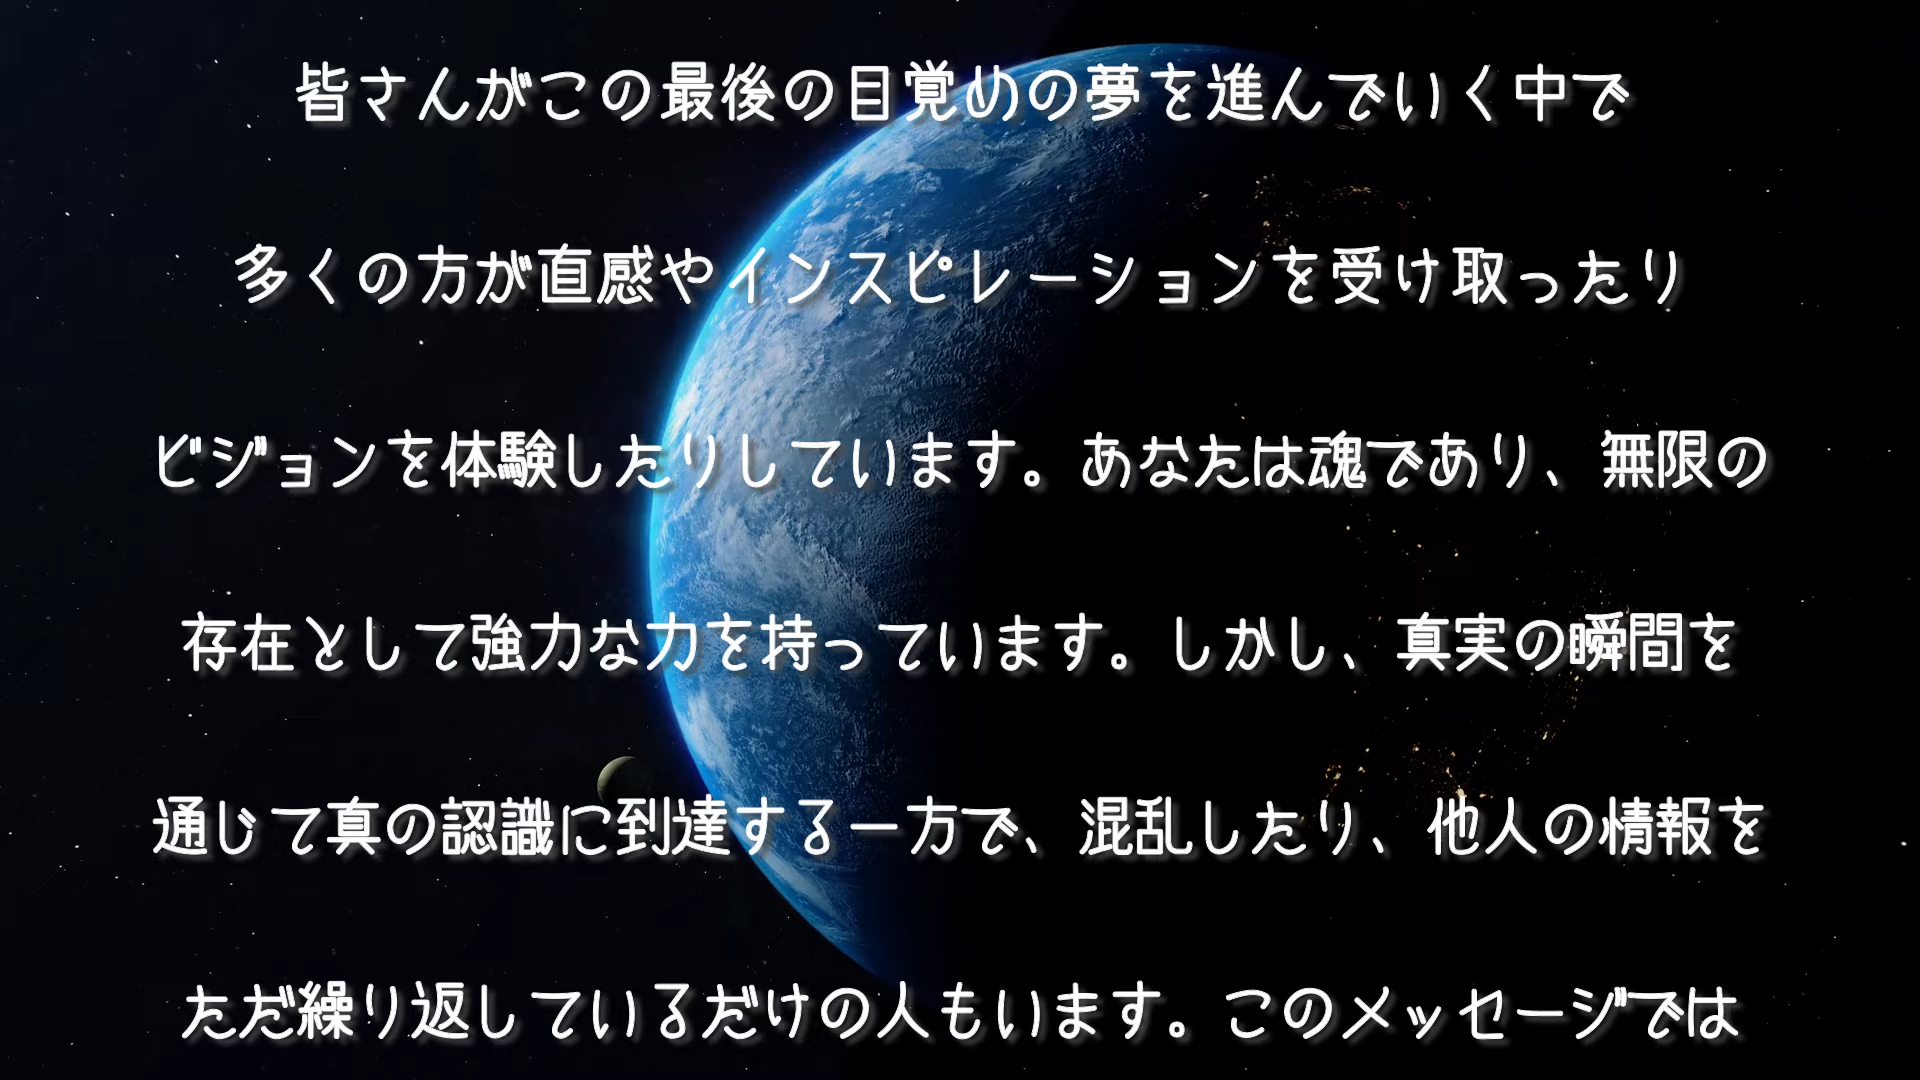 皆さんがこの最後の目覚めの夢を進んでいく中で
多くの方が直感やインスピレーションを受け取ったり
ビジョンを体験したりしています。あなたは魂であり、無限の
存在として強力な力を持っています。しかし、真実の瞬間を
通じて真の認識に到達する一方で、混乱したり、他人の情報を
ただ繰り返しているだけの人もいます。このメッセージでは